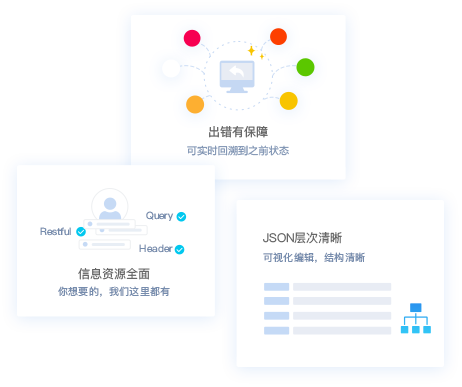 出错有保障
可实时回溯到之前状态
Query
Restful
Header
信息资源全面
你想要的，我们这里都有
JSON层次清晰
可视化编辑，结构清晰